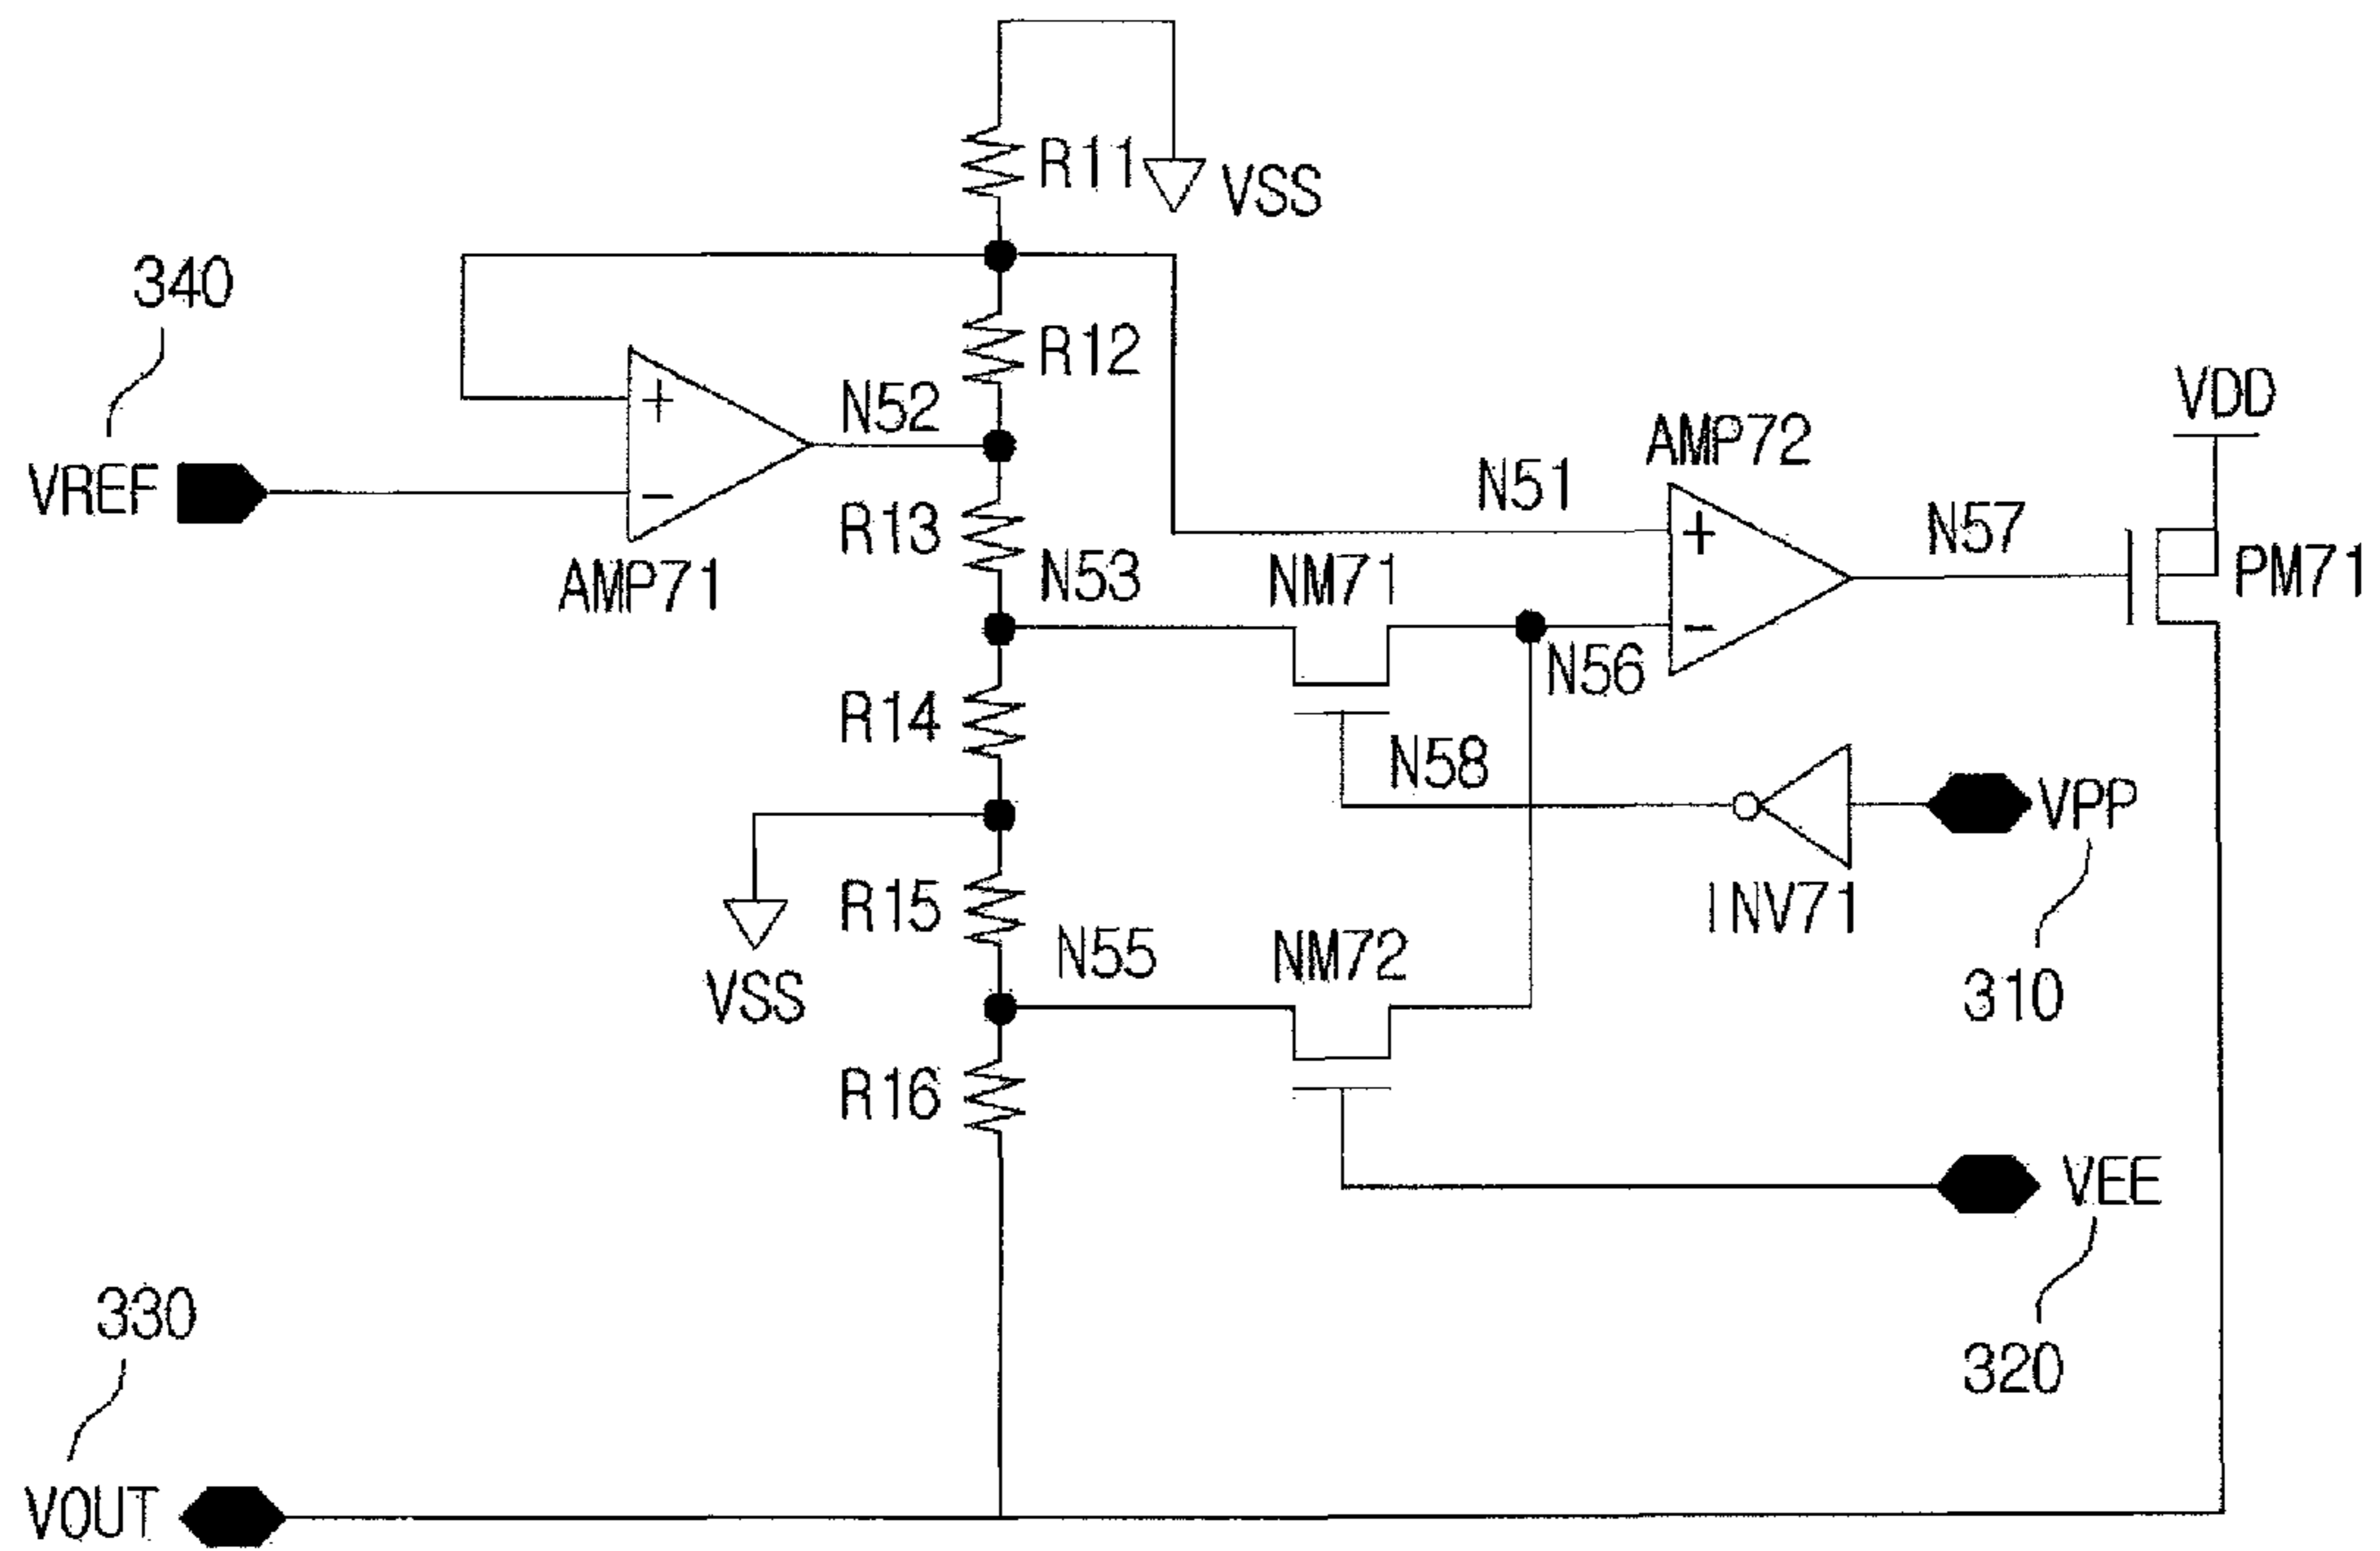 R11
VSS
340
R12
N52
+
VREF
−
AMP71
R13
N53
NM71
N51
AMP72
+
−
N57
VDD
PM71
N56
R14
N58
VPP
INV71
310
VSS
R15
N55
NM72
R16
VEE
320
330
VOUT